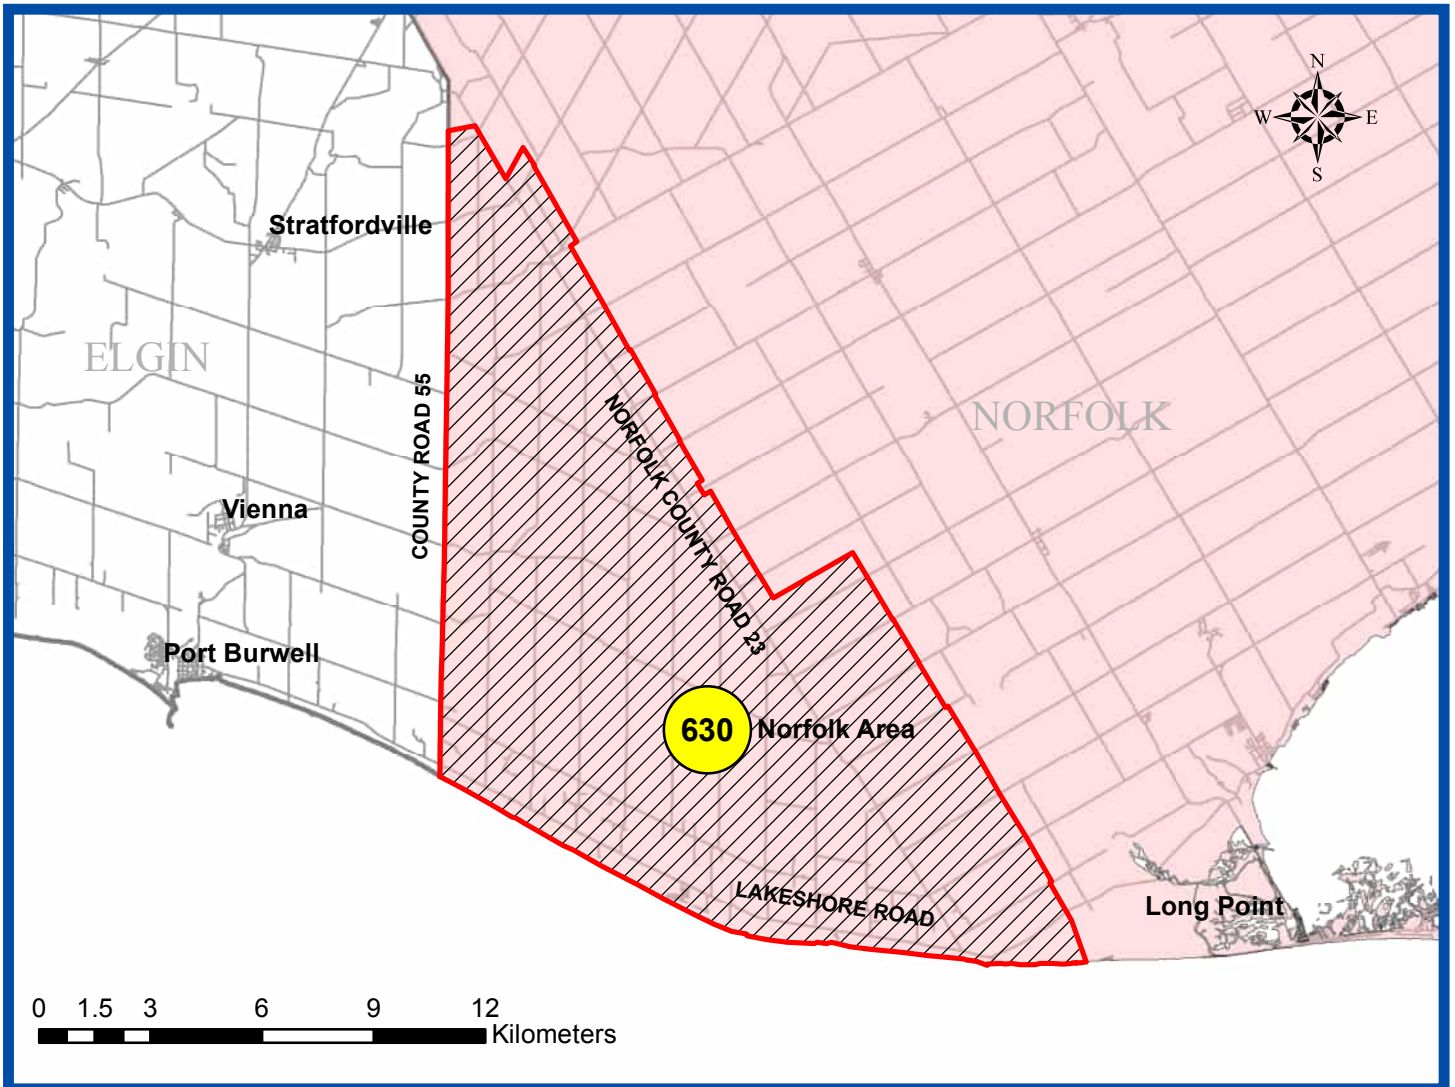 N
W E
S
Stratfordville
ELGIN
COUNTY ROAD 55
NORFOLK COUNTY ROAD 23
NORFOLK
Vienna
Port Burwell
630 Norfolk Area
LAKESHORE ROAD
Long Point
0 1.5 3 6 9 12
Kilometers